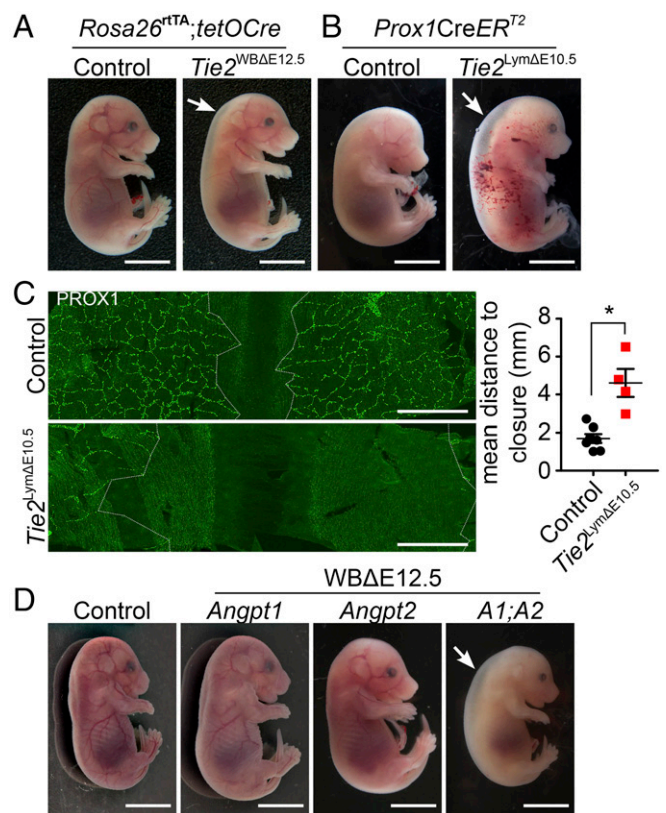 A
Rosa26rtTA;tetOCre
Control
Tie2WBΔE12.5
B
Prox1CreERT2
Control
Tie2LymΔE10.5
C
PROX1
Control
Tie2LymΔE10.5
mean distance to
closure (mm)
8
6
4
2
0
*
Control
Tie2LymΔE10.5
D
WBΔE12.5
Control
Angpt1
Angpt2
A1;A2